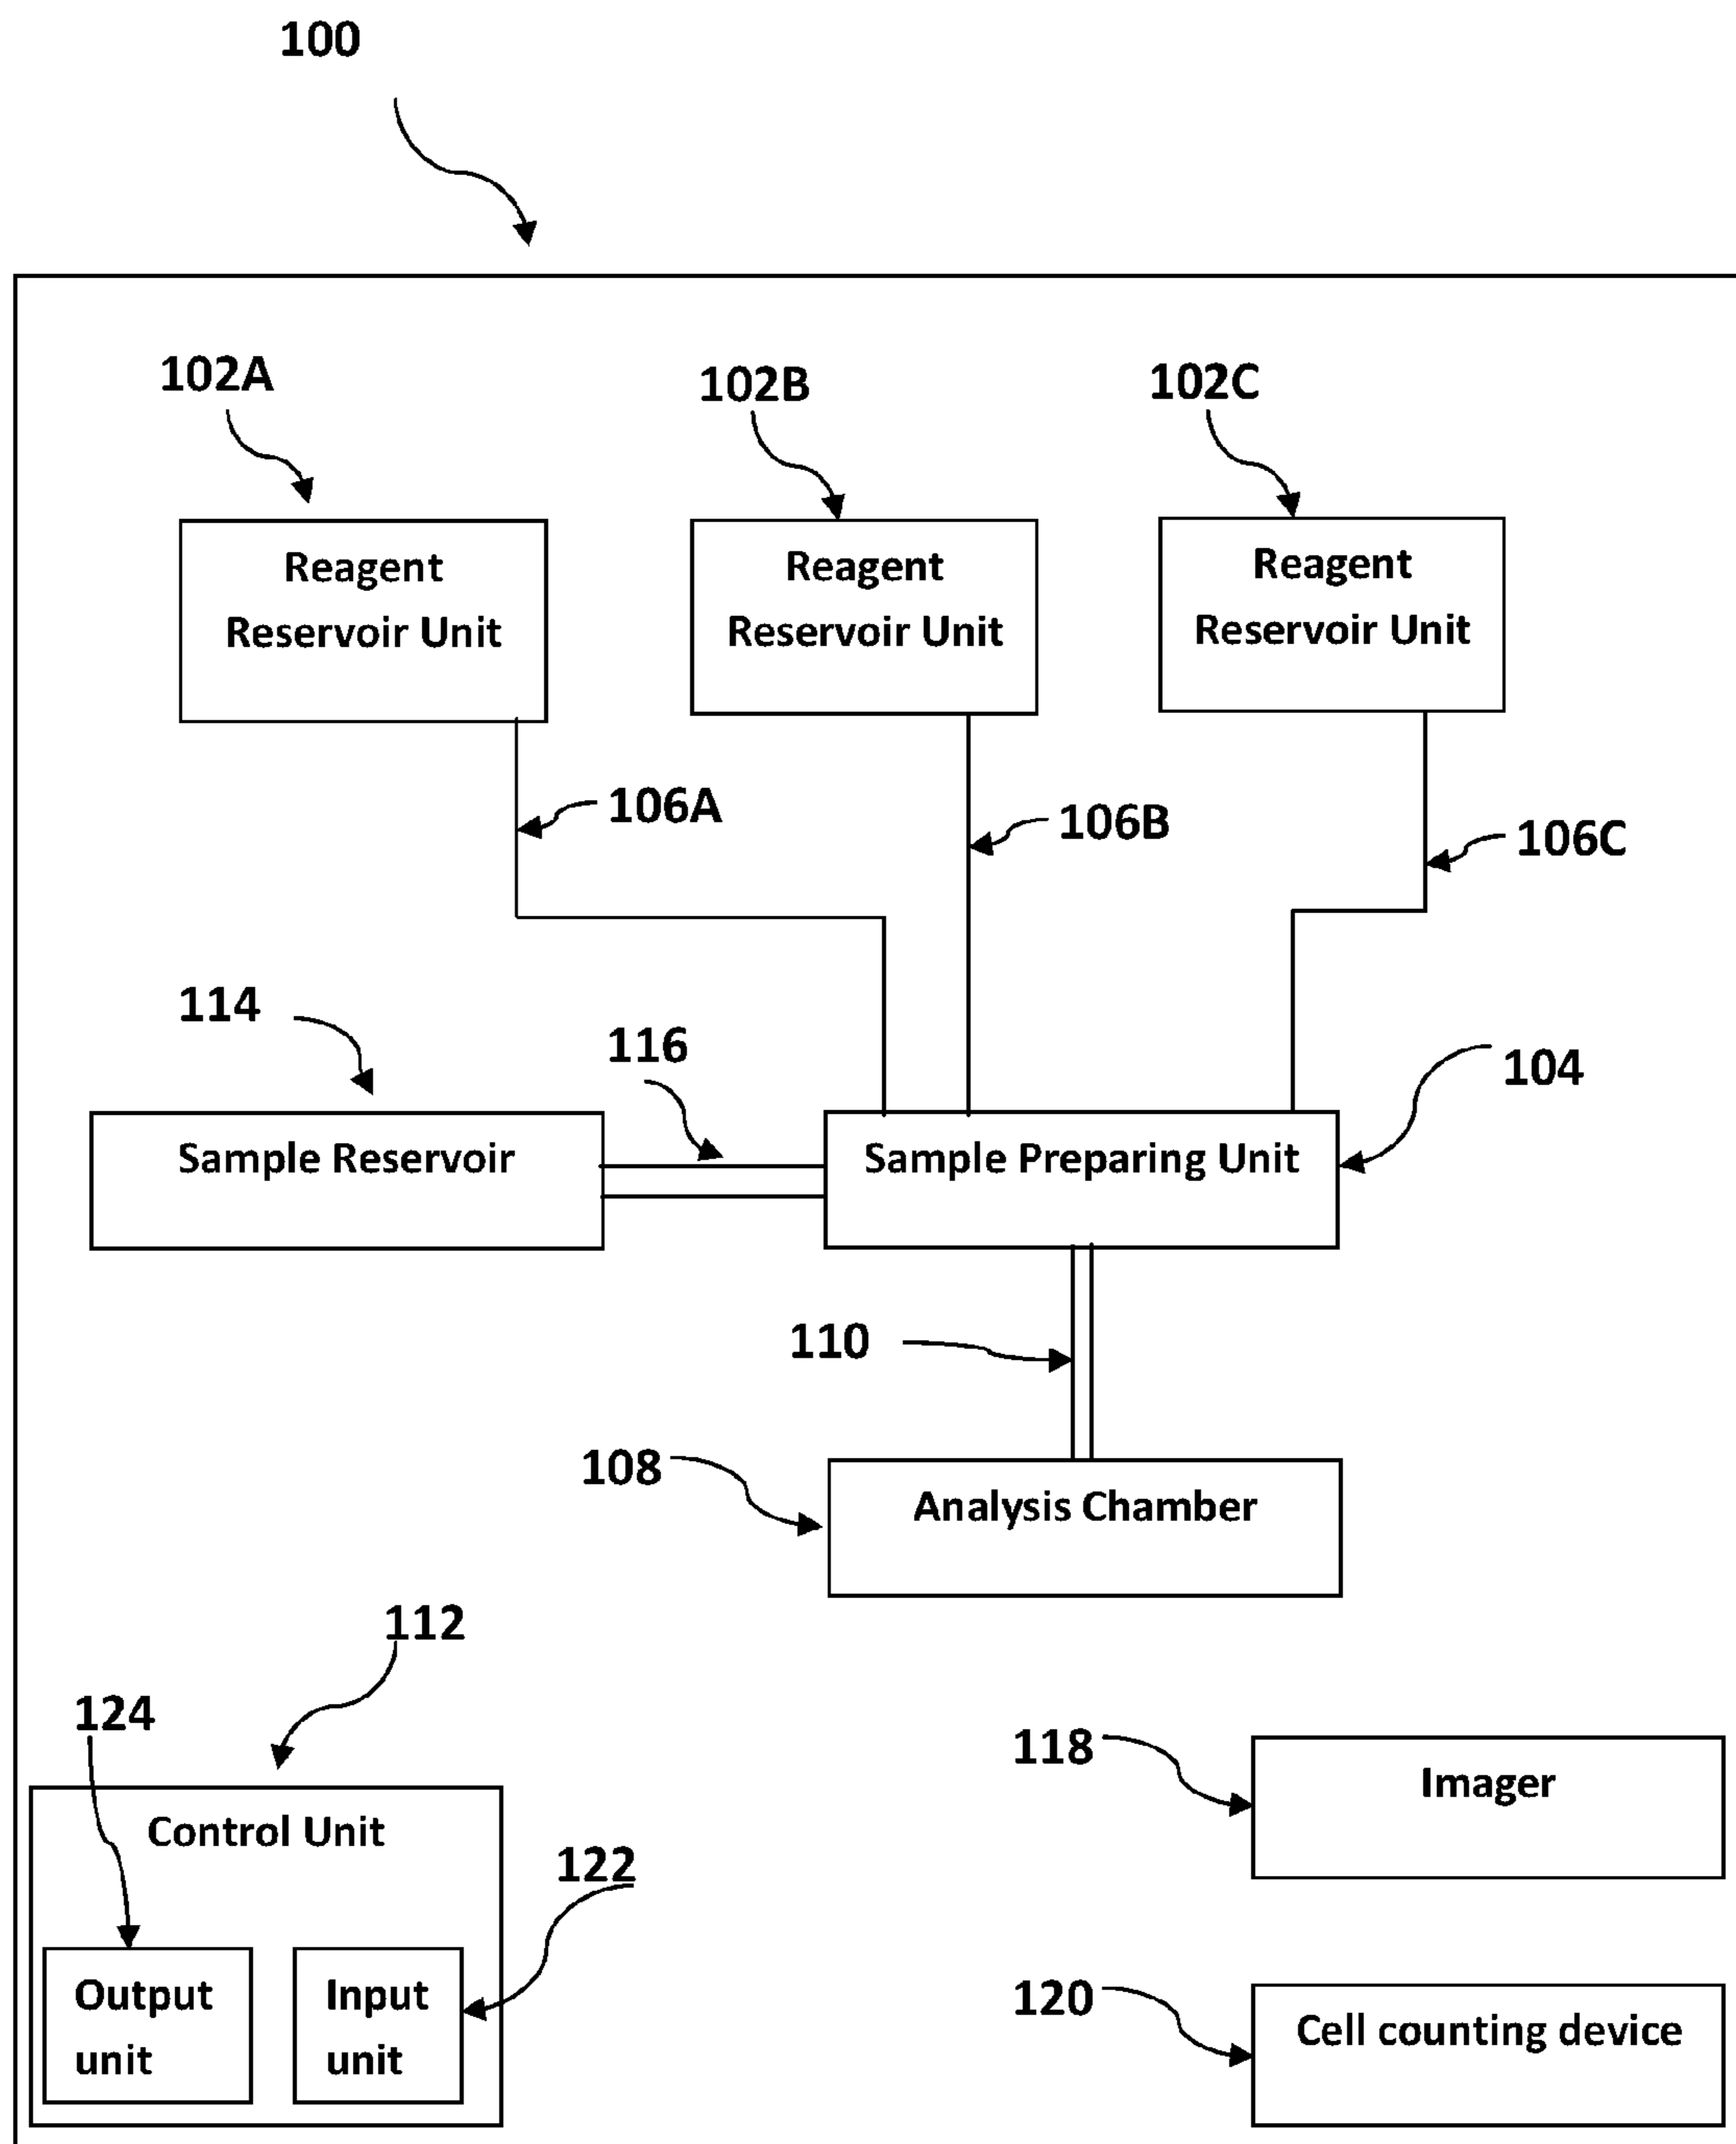 100
102A
102B
102C
Reagent
Reservoir Unit
Reagent
Reservoir Unit
Reagent
Reservoir Unit
106A
106B
106C
114
116
104
Sample Reservoir
Sample Preparing Unit
110
108
Analysis Chamber
112
124
118
Imager
Control Unit
122
Output
unit
Input
unit
120
Cell counting device